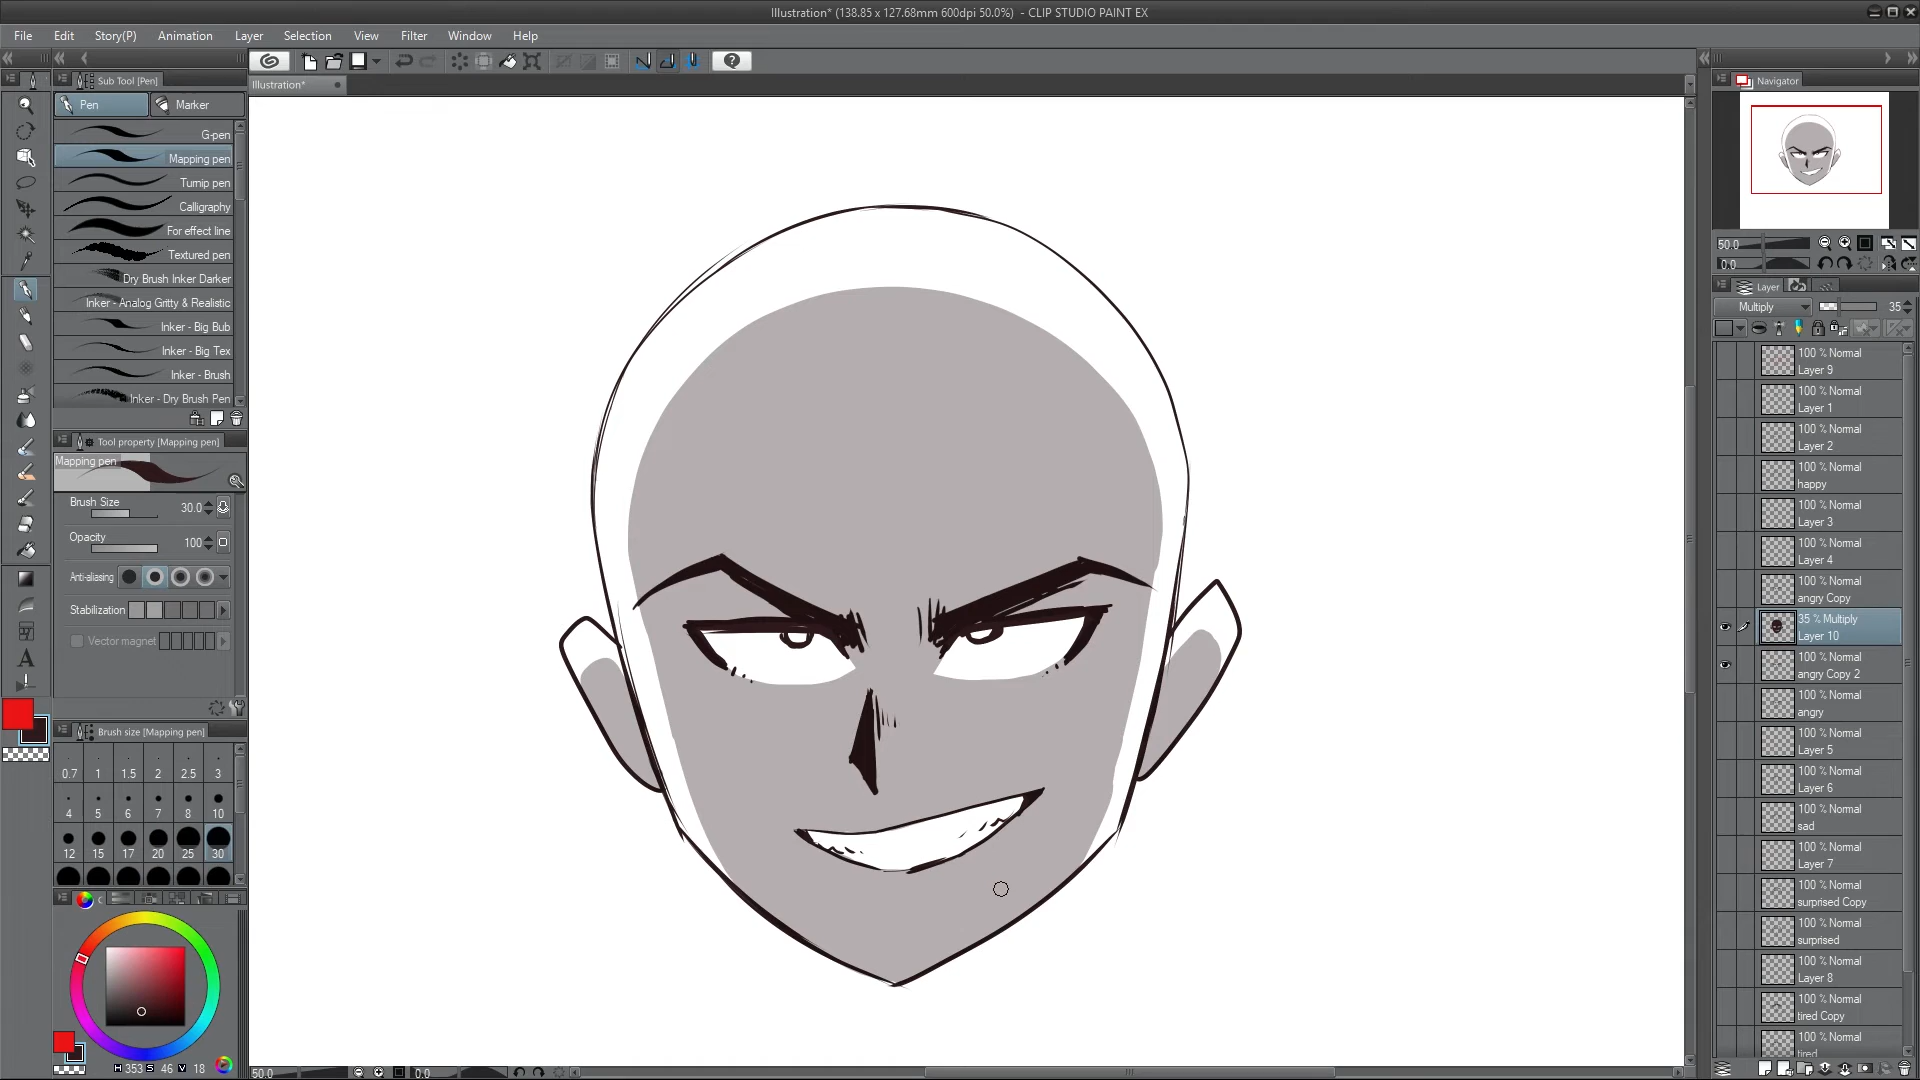 Illustration* (138.85 x 127.68mm 600dpi 50.0%) - CLIP STUDIO PAINT EX
File Edit Story(P) Animation Layer Selection View Filter Window Help
Sub Tool [Pen]
Illustration*
Navigator
Pen Marker
G-pen
Mapping pen
Turnip pen
Calligraphy
For effect line
Textured pen
Dry Brush Inker Darker
Inker - Analog Gritty & Realistic
Inker - Big Bub
Inker - Big Tex
Inker - Brush
Inker - Dry Brush Pen
Tool property [Mapping pen]
Mapping pen
Brush Size 30.0
Opacity 100
Anti-aliasing
Stabilization
Vector magnet
Brush size [Mapping pen]
0.7 1 1.5 2 2.5 3
4 5 6 7 8 10
12 15 17 20 25 30
H 353 S 46 V 18
50.0 0.0
50.0
0.0
Layer
Multiply 35
100 % Normal
Layer 9
100 % Normal
Layer 1
100 % Normal
Layer 2
100 % Normal
happy
100 % Normal
Layer 3
100 % Normal
Layer 4
100 % Normal
angry Copy
35 % Multiply
Layer 10
100 % Normal
angry Copy 2
100 % Normal
angry
100 % Normal
Layer 5
100 % Normal
Layer 6
100 % Normal
sad
100 % Normal
Layer 7
100 % Normal
surprised Copy
100 % Normal
surprised
100 % Normal
Layer 8
100 % Normal
tired Copy
100 % Normal
tired